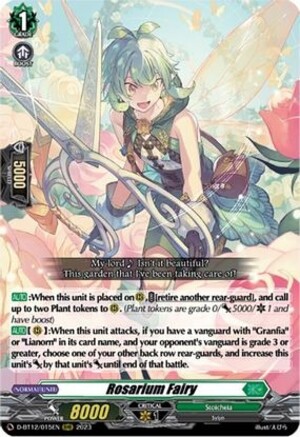 1
GRADE
BOOST
5000
SHIELD
My lord♪ Isn't it beautiful?
This garden that I've been taking care of!
AUTO :When this unit is placed on , [retire another rear-guard], and call
up to two Plant tokens to . (Plant tokens are grade 0/ 5000/ 1 and
have boost)
AUTO [ ]:When this unit attacks, if you have a vanguard with "Granfia"
or "Lianorn" in its card name, and your opponent's vanguard is grade 3 or
greater, choose one of your other back row rear-guards, and increase this
unit's by that unit's until end of that battle.
NORMAL UNIT
Rosarium Fairy
POWER 8000
CRITICAL
1
Stoicheia
Sylph
D-BT12/015EN RRR 2023